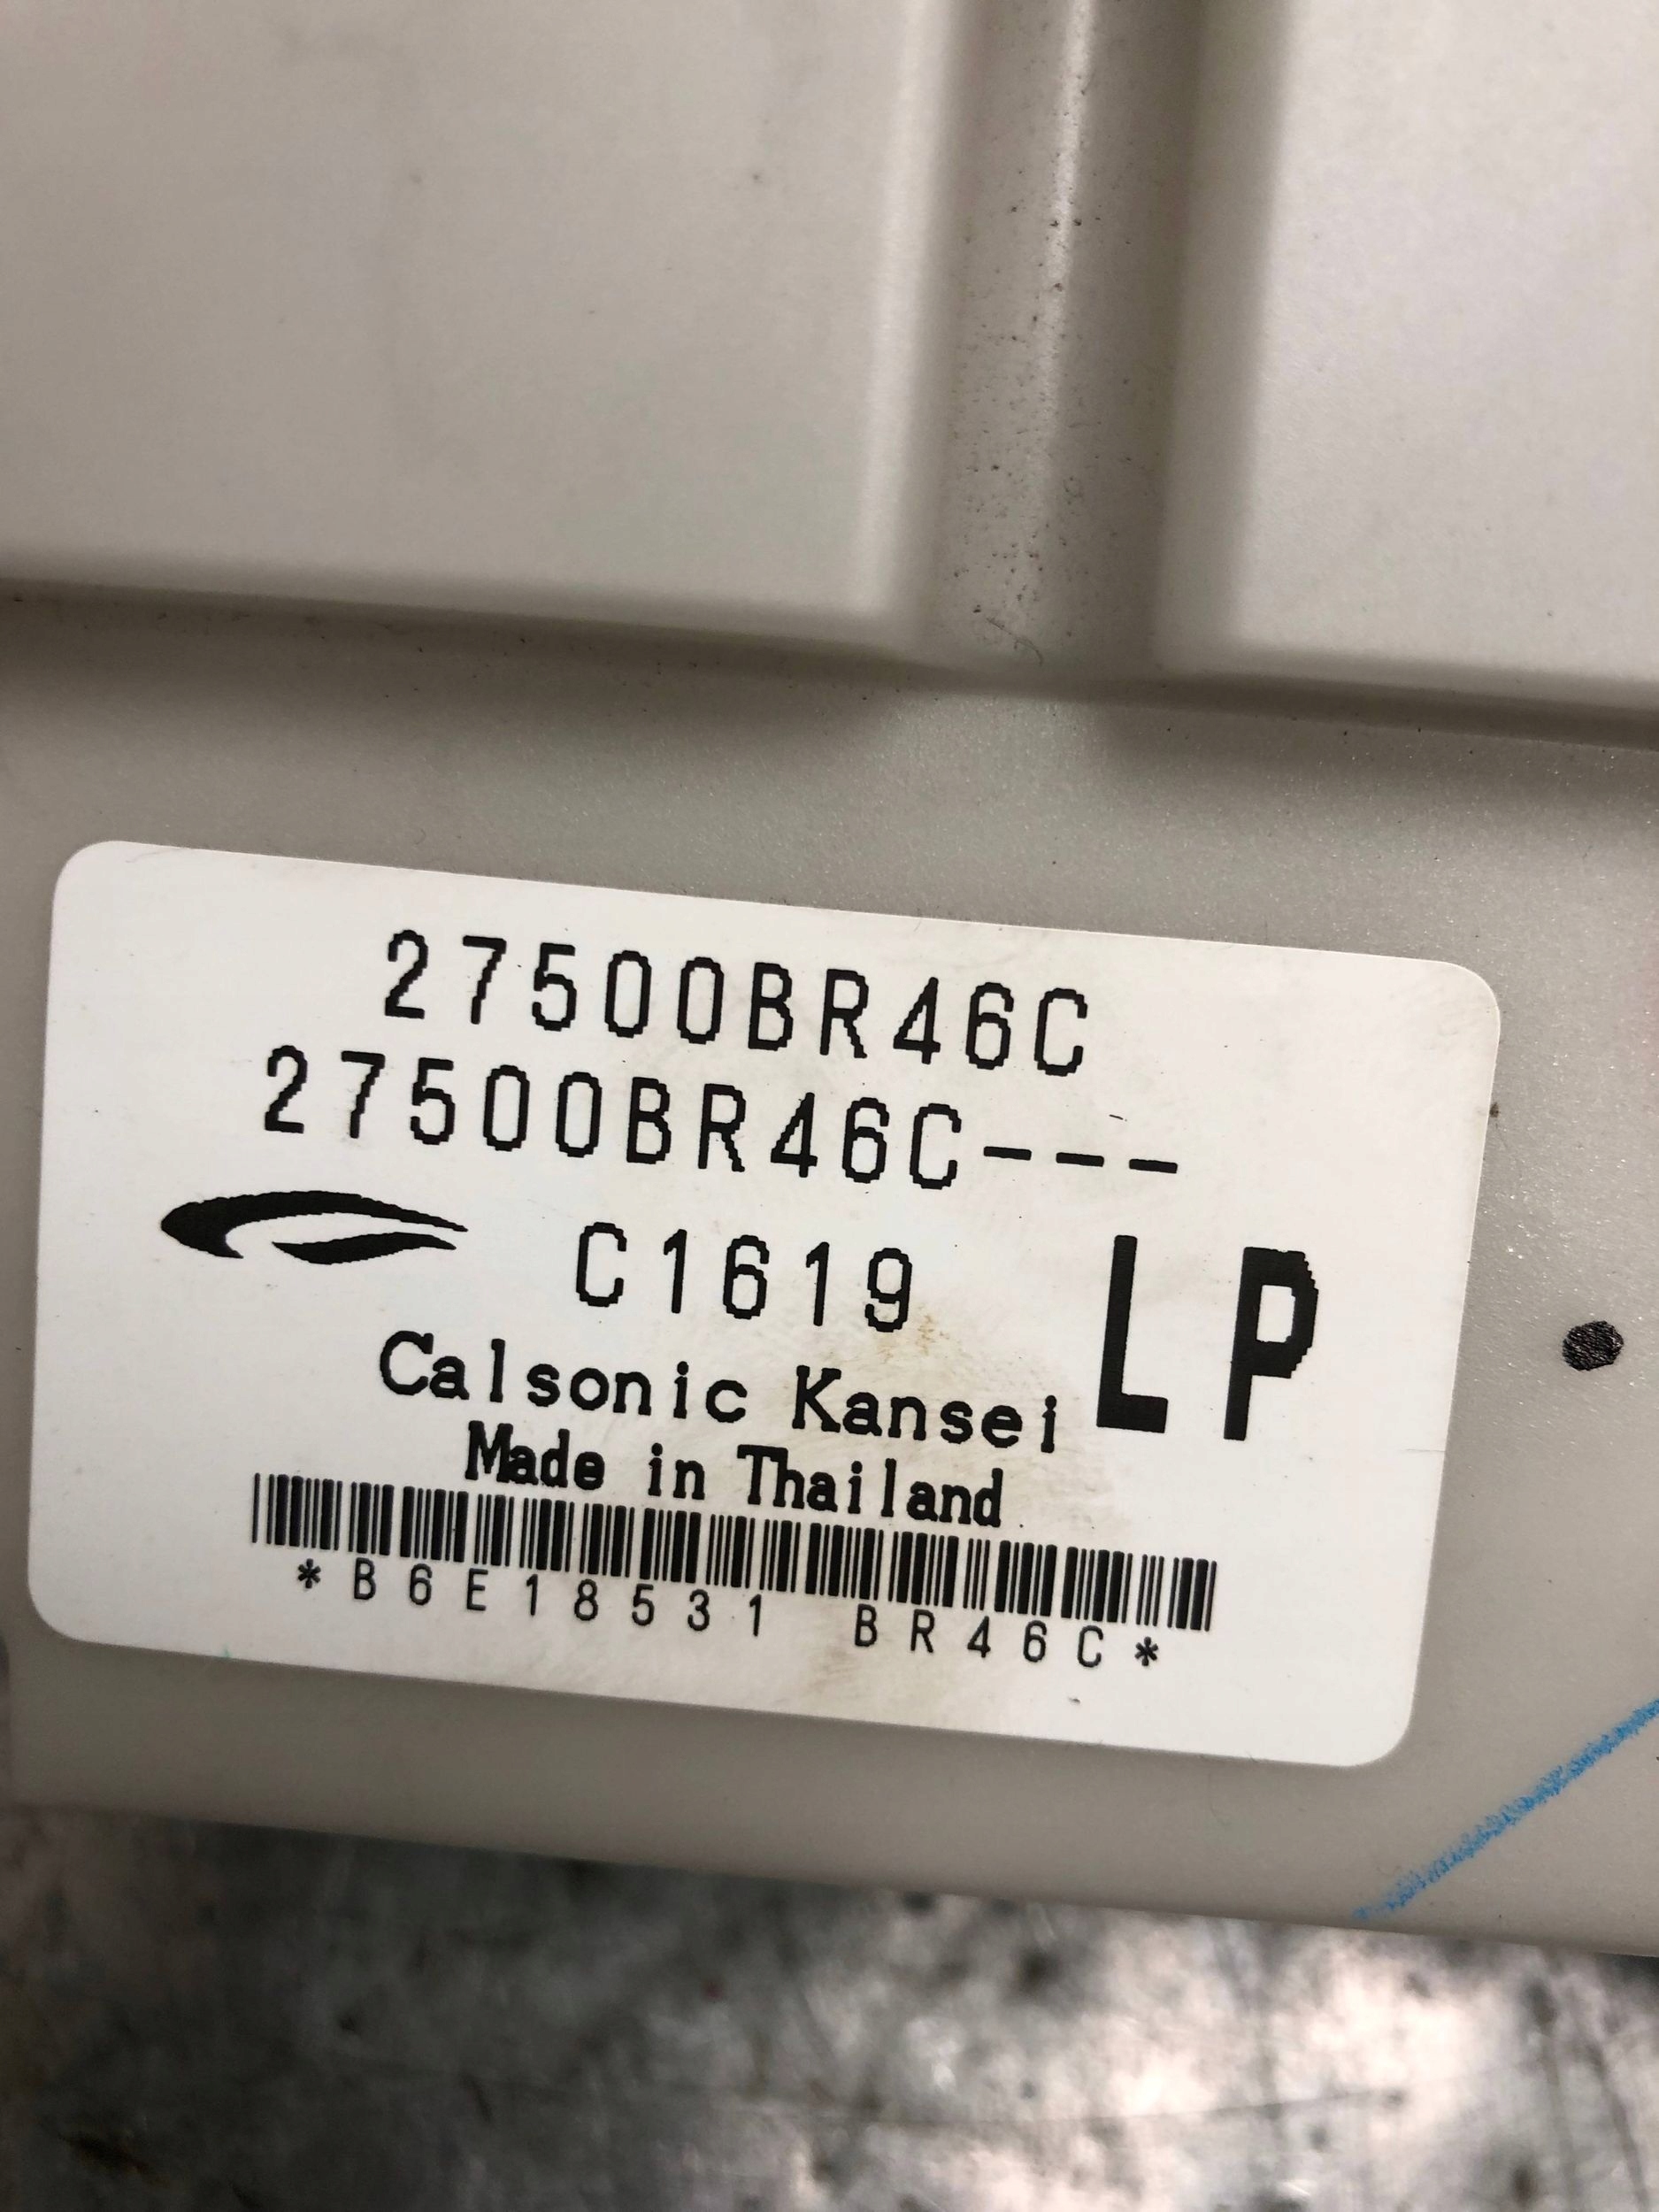 27500BR46C
27500BR46C---
C1619
LP
Calsonic Kansei
Made in Thailand
*B6E18531 BR46C*